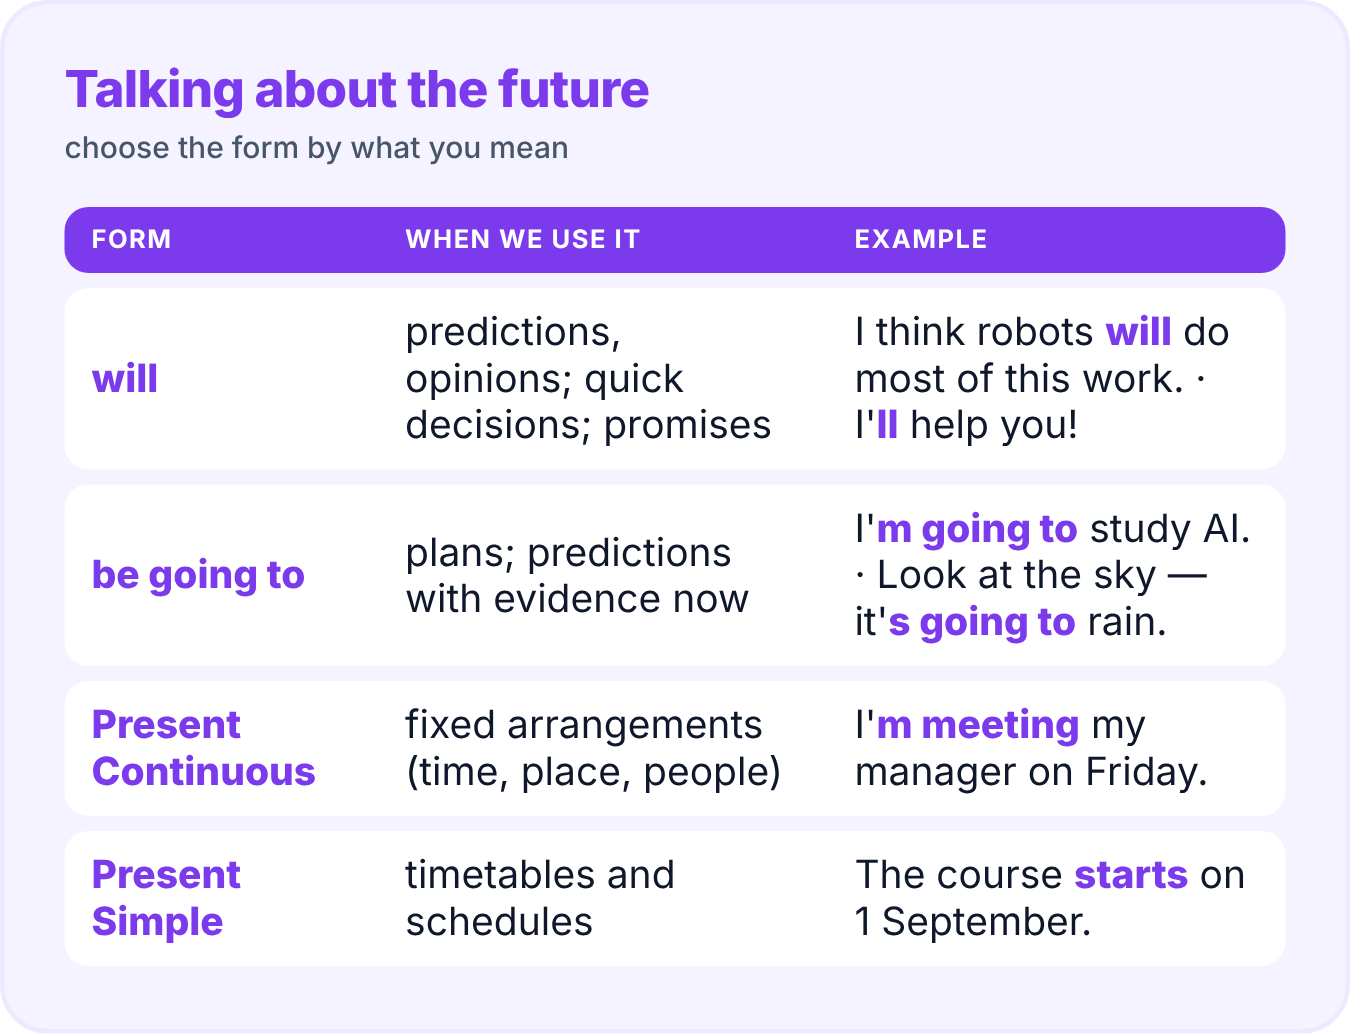 Talking about the future
choose the form by what you mean
FORM WHEN WE USE IT EXAMPLE
will
predictions,
opinions; quick
decisions; promises
I think robots will do
most of this work. ·
I'll help you!
be going to
plans; predictions
with evidence now
I'm going to study AI.
· Look at the sky —
it's going to rain.
Present
Continuous
fixed arrangements
(time, place, people)
I'm meeting my
manager on Friday.
Present
Simple
timetables and
schedules
The course starts on
1 September.